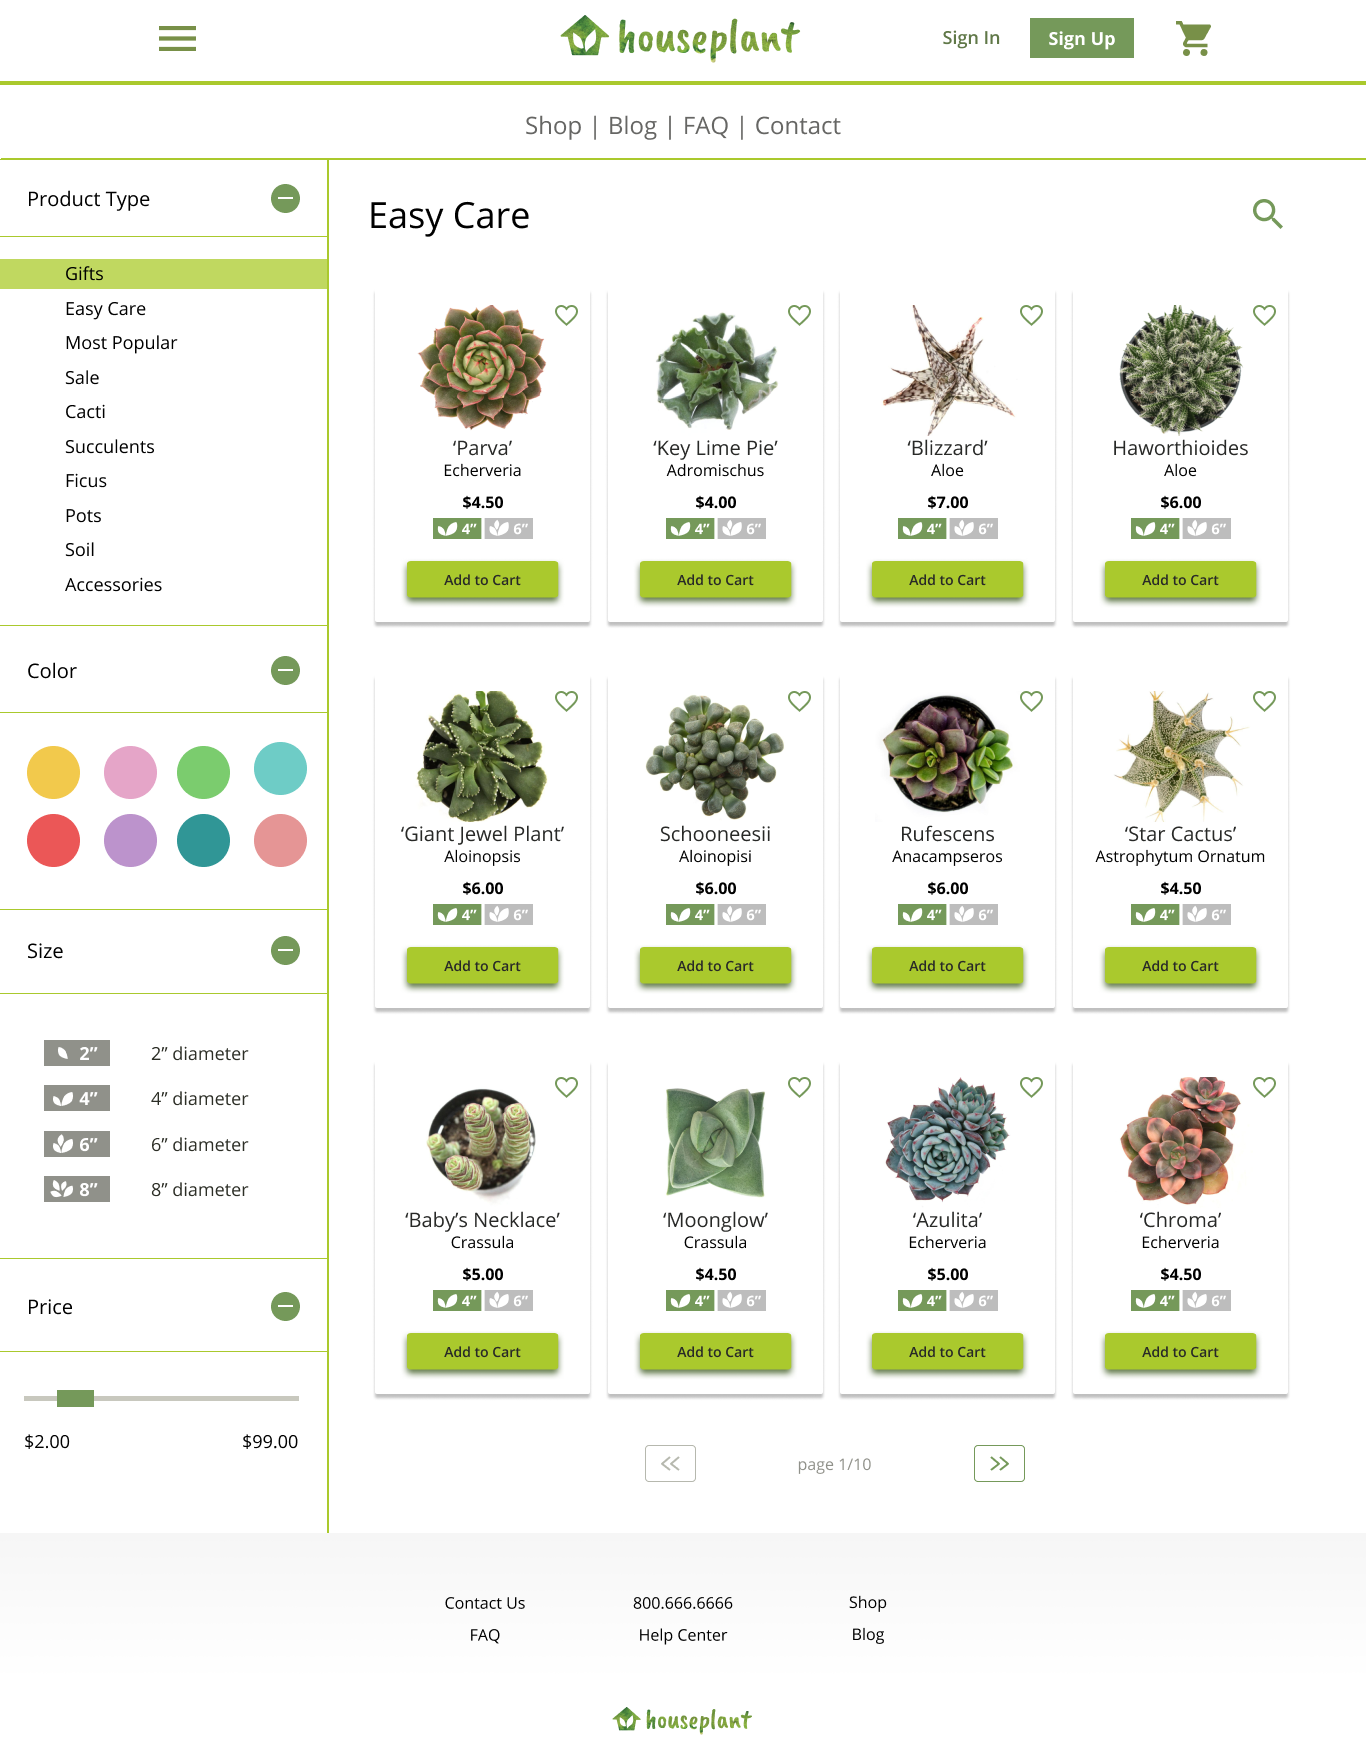 houseplant
Sign In
Sign Up
Shop | Blog | FAQ | Contact
Product Type
Gifts
Easy Care
Most Popular
Sale
Cacti
Succulents
Ficus
Pots
Soil
Accessories
Color
Size
2” 2” diameter
4” 4” diameter
6” 6” diameter
8” 8” diameter
Price
$2.00 $99.00
Easy Care
‘Parva’
Echerveria
$4.50
4” 6”
Add to Cart
‘Key Lime Pie’
Adromischus
$4.00
4” 6”
Add to Cart
‘Blizzard’
Aloe
$7.00
4” 6”
Add to Cart
Haworthioides
Aloe
$6.00
4” 6”
Add to Cart
‘Giant Jewel Plant’
Aloinopsis
$6.00
4” 6”
Add to Cart
Schooneesii
Aloinopisi
$6.00
4” 6”
Add to Cart
Rufescens
Anacampseros
$6.00
4” 6”
Add to Cart
‘Star Cactus’
Astrophytum Ornatum
$4.50
4” 6”
Add to Cart
‘Baby’s Necklace’
Crassula
$5.00
4” 6”
Add to Cart
‘Moonglow’
Crassula
$4.50
4” 6”
Add to Cart
‘Azulita’
Echerveria
$5.00
4” 6”
Add to Cart
‘Chroma’
Echerveria
$4.50
4” 6”
Add to Cart
page 1/10
Contact Us
FAQ
800.666.6666
Help Center
Shop
Blog
houseplant